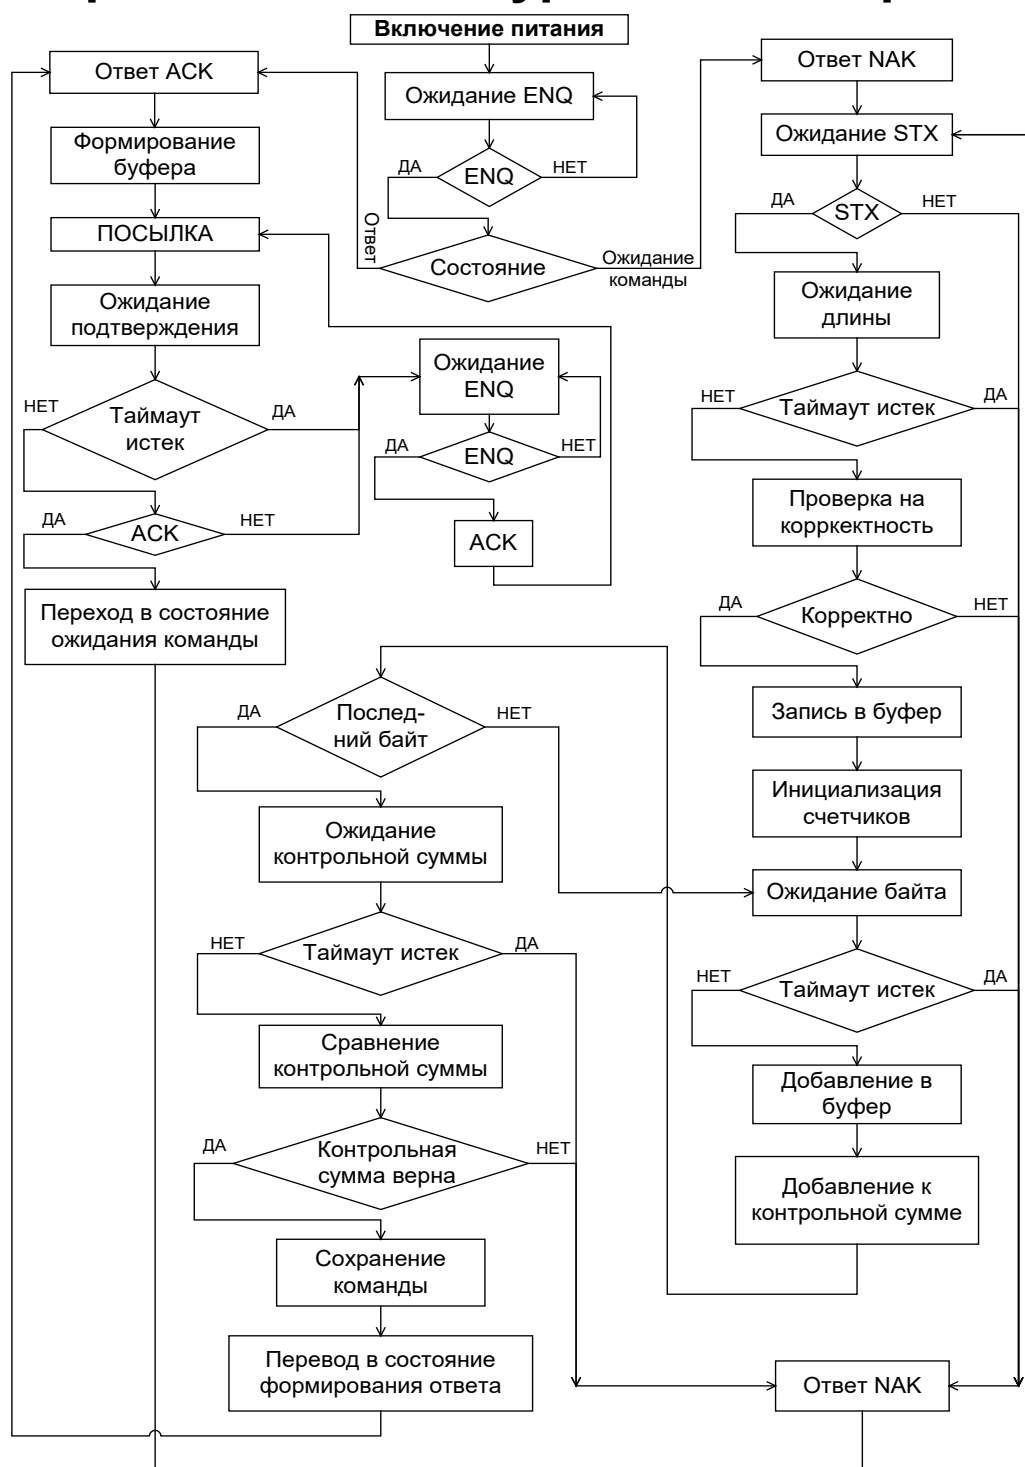 Включение питания
Ответ ACK
Ожидание ENQ
Ответ NAK
Формирование
буфера
Ожидание STX
ДА
ENQ
НЕТ
ДА
STX
НЕТ
ПОСЫЛКА
Ответ
Состояние
Ожидание
команды
Ожидание
подтверждения
Ожидание
длины
Ожидание
ENQ
НЕТ
Таймаут
истек
ДА
НЕТ
Таймаут истек
ДА
ДА
ENQ
НЕТ
Проверка на
корркектность
ДА
ACK
НЕТ
ACK
Переход в состояние
ожидания команды
ДА
Корректно
НЕТ
ДА
Послед-
ний байт
НЕТ
Запись в буфер
Инициализация
счетчиков
Ожидание
контрольной суммы
Ожидание байта
НЕТ
Таймаут истек
ДА
НЕТ
Таймаут истек
ДА
Сравнение
контрольной суммы
Добавление в
буфер
ДА
Контрольная
сумма верна
НЕТ
Добавление к
контрольной сумме
Сохранение
команды
Перевод в состояние
формирования ответа
Ответ NAK